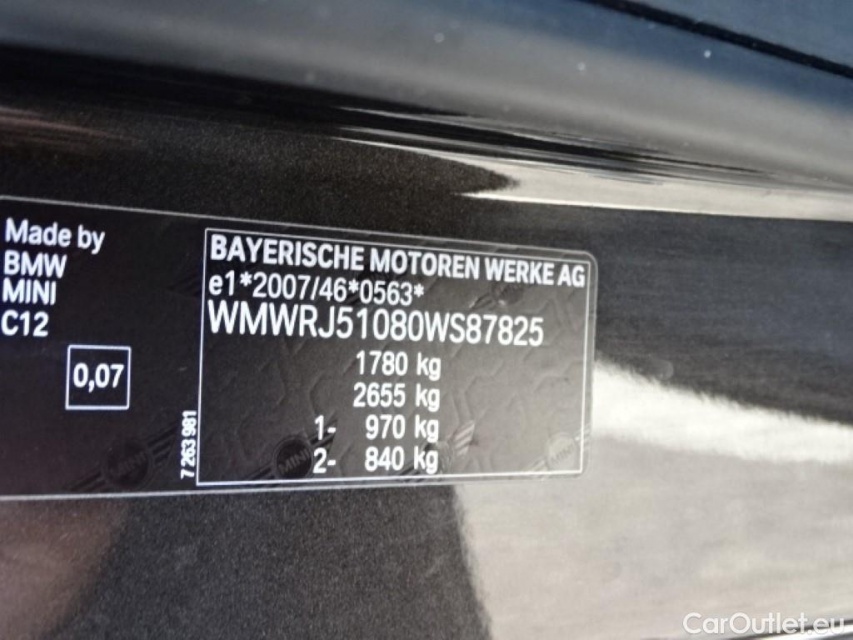 Made by
BMW
MINI
C12
0,07
7 263 981
BAYERISCHE MOTOREN WERKE AG
e1*2007/46*0563*
WMWRJ51080WS87825
1780 kg
2655 kg
1- 970 kg
2- 840 kg
MINI
CarOutlet.eu